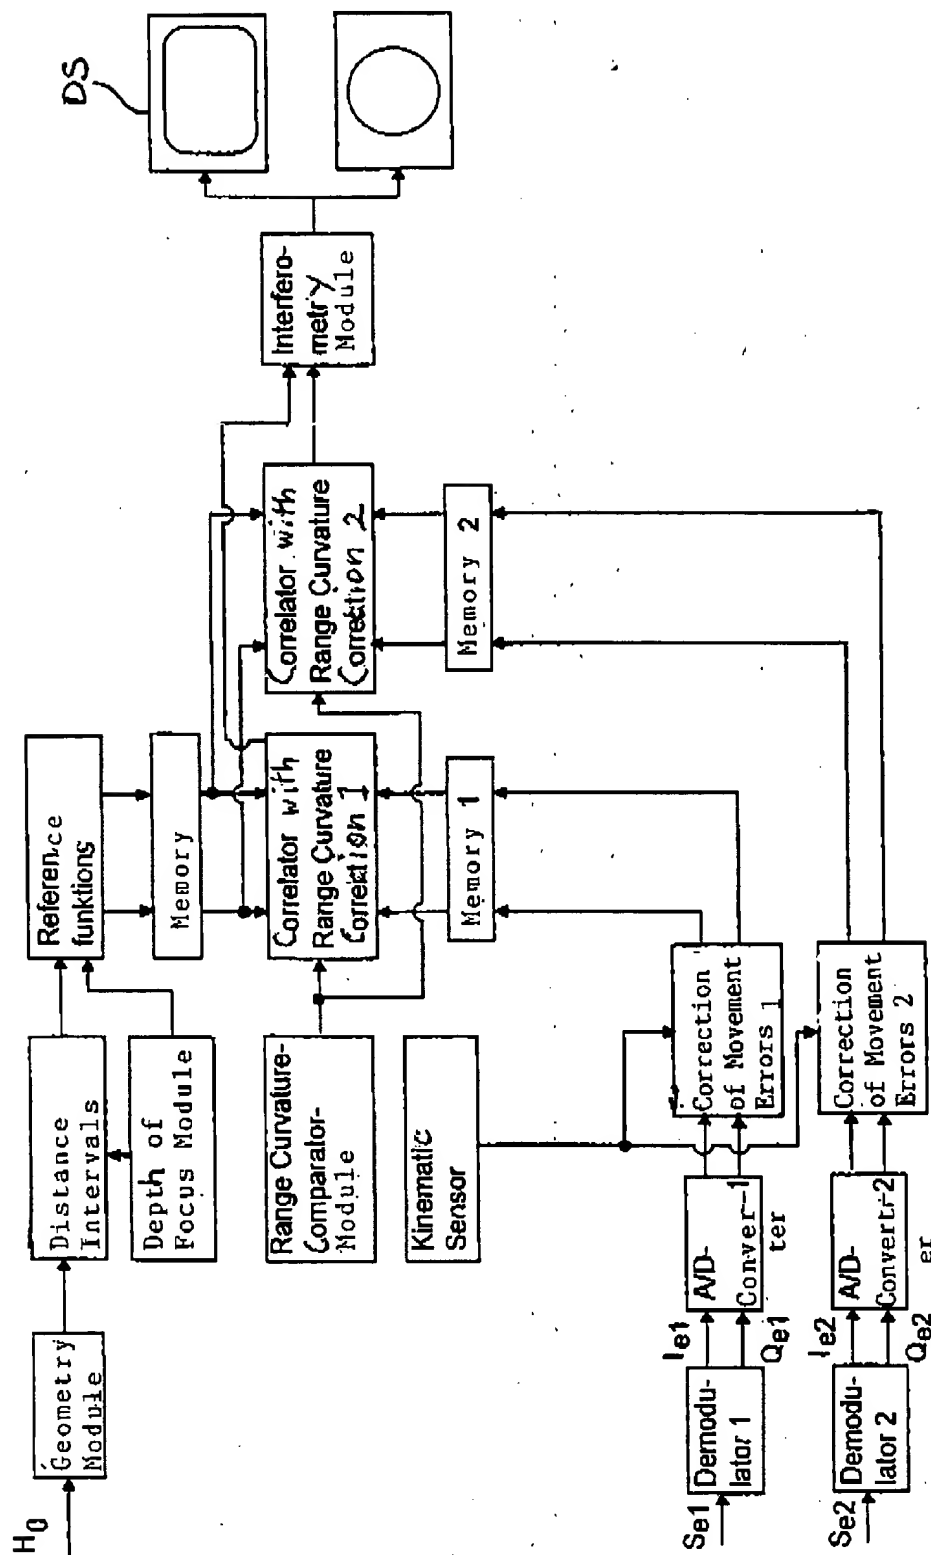 H0
Geometry
Module
Distance
Intervals
Depth of
Focus Module
Reference
funktions
Memory
Range Curvature-
Comparator-
Module
Correlator with
Range Curvature
Correction 1
Correlator with
Range Curvature
Correction 2
Interfero-
metry
Module
DS
Kinematic
Sensor
Memory 1
Memory 2
Se1
Demodu-
lator 1
Ie1
Qe1
A/D-
Conver-1
ter
Correction
of Movement
Errors 1
Se2
Demodu-
lator 2
Ie2
Qe2
A/D-
Convert-2
er
Correction
of Movement
Errors 2